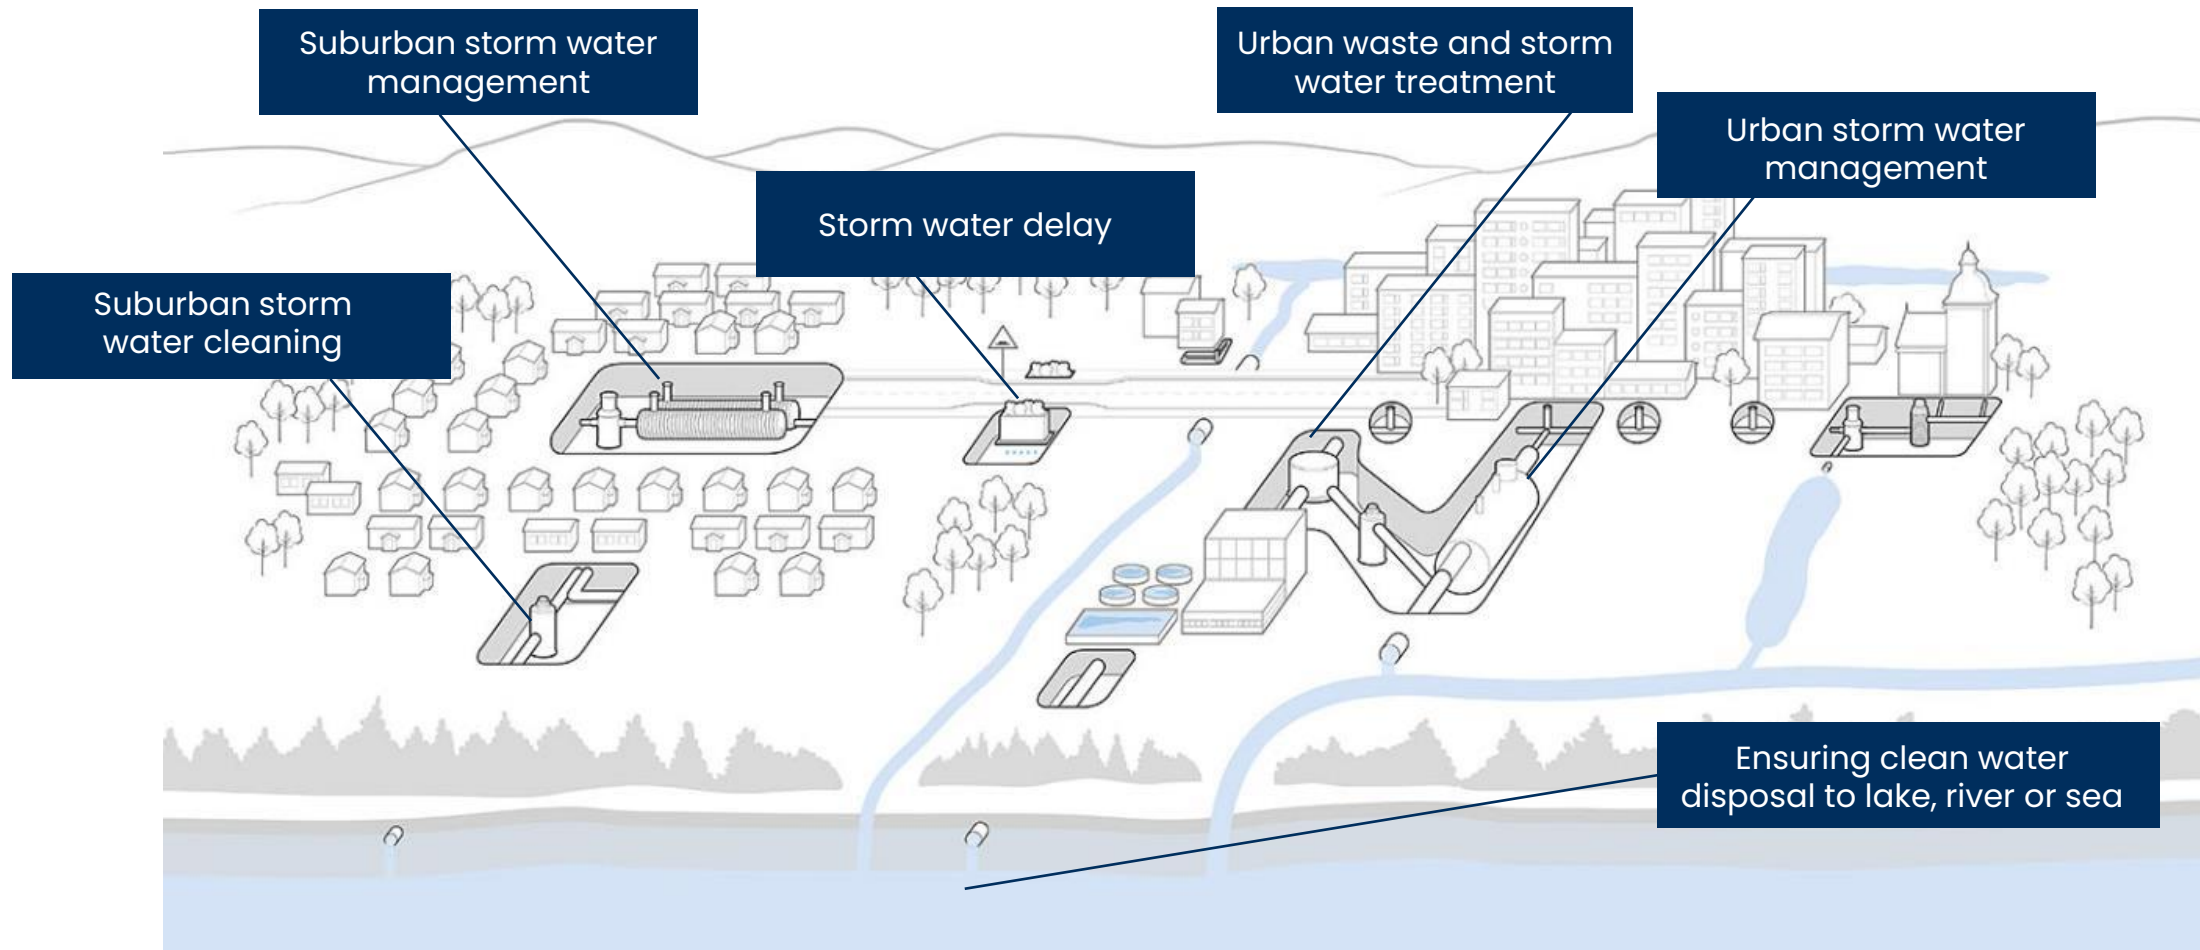 Suburban storm water
management
Urban waste and storm
water treatment
Urban storm water
management
Storm water delay
Suburban storm
water cleaning
Ensuring clean water
disposal to lake, river or sea